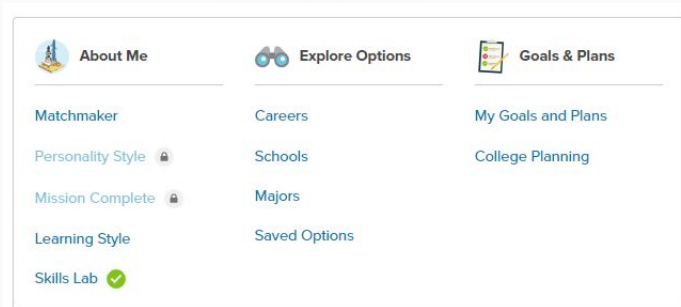 About Me
Explore Options
Goals & Plans
Matchmaker
Careers
My Goals and Plans
Personality Style
Schools
College Planning
Mission Complete
Majors
Learning Style
Saved Options
Skills Lab